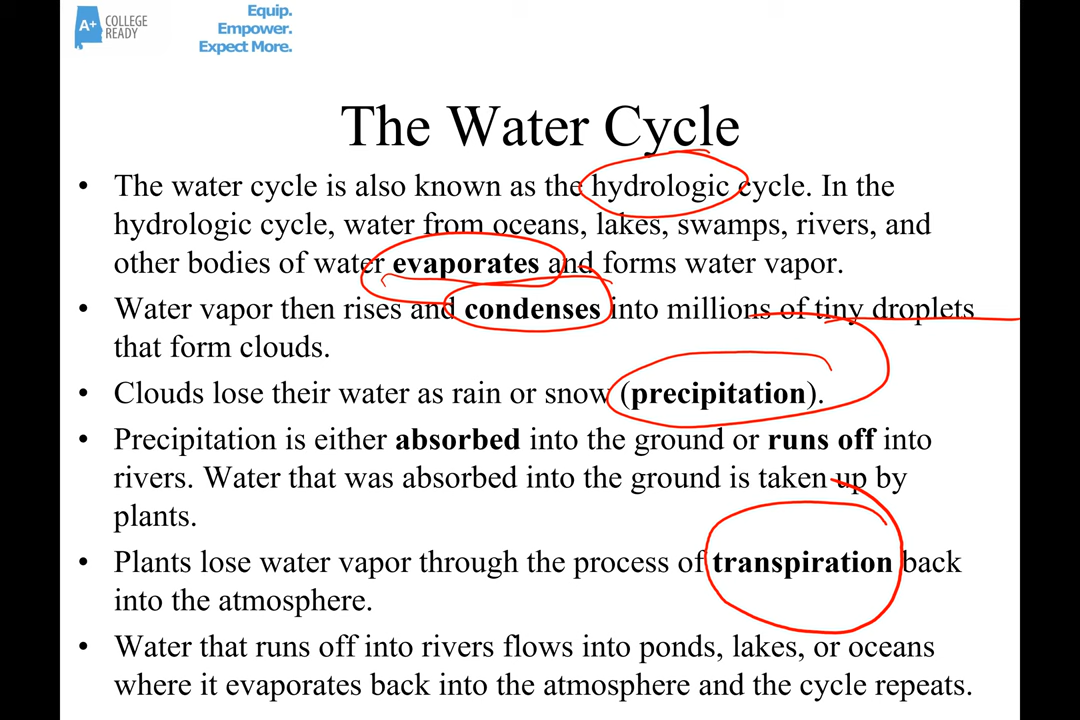 A+ COLLEGE READY
Equip.
Empower.
Expect More.
The Water Cycle
• The water cycle is also known as the hydrologic cycle. In the
hydrologic cycle, water from oceans, lakes, swamps, rivers, and
other bodies of water evaporates and forms water vapor.
• Water vapor then rises and condenses into millions of tiny droplets
that form clouds.
• Clouds lose their water as rain or snow (precipitation).
• Precipitation is either absorbed into the ground or runs off into
rivers. Water that was absorbed into the ground is taken up by
plants.
• Plants lose water vapor through the process of transpiration back
into the atmosphere.
• Water that runs off into rivers flows into ponds, lakes, or oceans
where it evaporates back into the atmosphere and the cycle repeats.